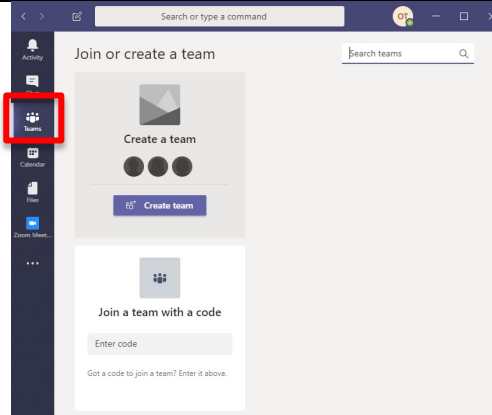 Search or type a command
OT
Activity
Join or create a team
Search teams
Chat
Teams
Create a team
Calendar
Files
Create team
Zoom Meet...
Join a team with a code
Enter code
Got a code to join a team? Enter it above.